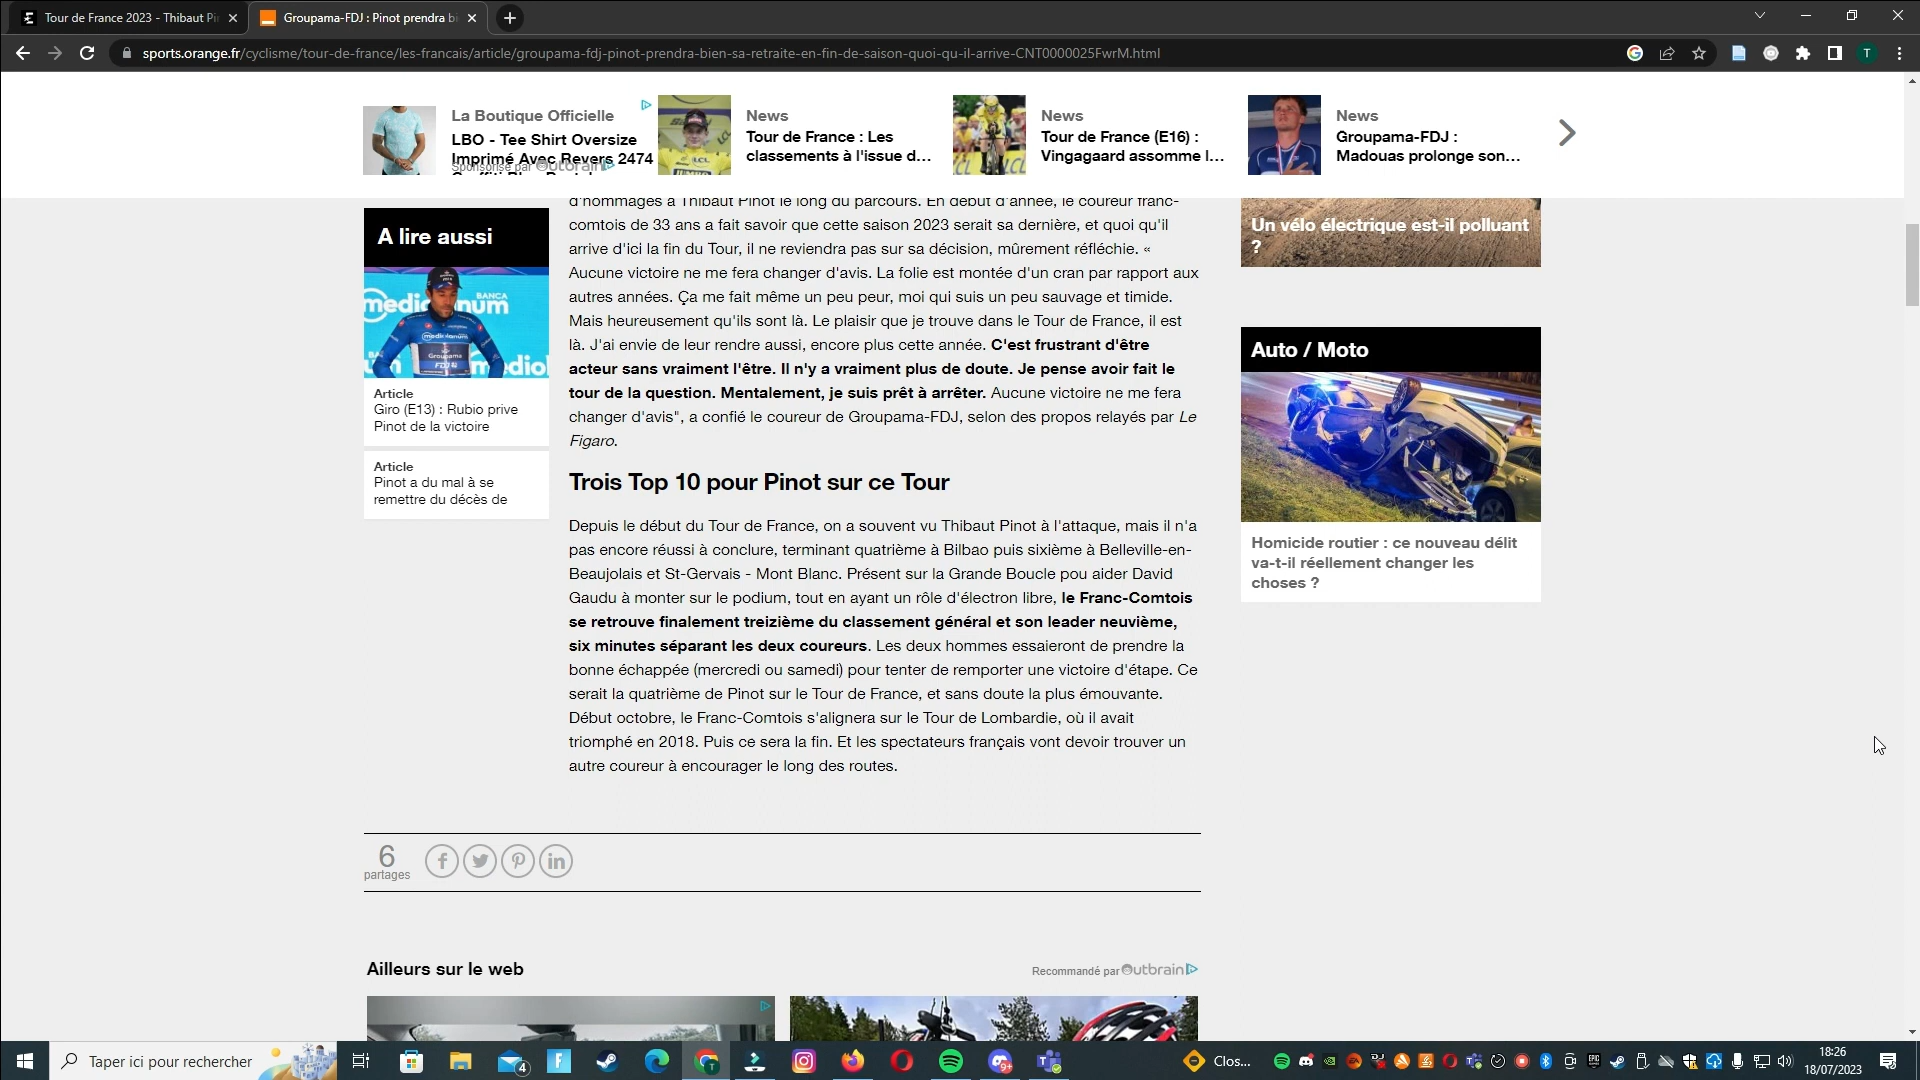 Tour de France 2023 - Thibaut Pi
Groupama-FDJ : Pinot prendra bi
sports.orange.fr/cyclisme/tour-de-france/les-francais/article/groupama-fdj-pinot-prendra-bien-sa-retraite-en-fin-de-saison-quoi-qu-il-arrive-CNT0000025FwrM.html
T
La Boutique Officielle
LBO - Tee Shirt Oversize
Imprimé Avec Revers 2474
Sponsorisé par Outbrain
News
Tour de France : Les
classements à l'issue d...
News
Tour de France (E16) :
Vingagaard assomme l...
News
Groupama-FDJ :
Madouas prolonge son...
A lire aussi
BANCA
mediolanum
Groupama
FDJ
Article
Giro (E13) : Rubio prive
Pinot de la victoire
Article
Pinot a du mal à se
remettre du décès de
d'hommages à Thibaut Pinot le long du parcours. En début d'année, le coureur franc-
comtois de 33 ans a fait savoir que cette saison 2023 serait sa dernière, et quoi qu'il
arrive d'ici la fin du Tour, il ne reviendra pas sur sa décision, mûrement réfléchie. «
Aucune victoire ne me fera changer d'avis. La folie est montée d'un cran par rapport aux
autres années. Ça me fait même un peu peur, moi qui suis un peu sauvage et timide.
Mais heureusement qu'ils sont là. Le plaisir que je trouve dans le Tour de France, il est
là. J'ai envie de leur rendre aussi, encore plus cette année. C'est frustrant d'être
acteur sans vraiment l'être. Il n'y a vraiment plus de doute. Je pense avoir fait le
tour de la question. Mentalement, je suis prêt à arrêter. Aucune victoire ne me fera
changer d'avis", a confié le coureur de Groupama-FDJ, selon des propos relayés par Le
Figaro.
Trois Top 10 pour Pinot sur ce Tour
Depuis le début du Tour de France, on a souvent vu Thibaut Pinot à l'attaque, mais il n'a
pas encore réussi à conclure, terminant quatrième à Bilbao puis sixième à Belleville-en-
Beaujolais et St-Gervais - Mont Blanc. Présent sur la Grande Boucle pou aider David
Gaudu à monter sur le podium, tout en ayant un rôle d'électron libre, le Franc-Comtois
se retrouve finalement treizième du classement général et son leader neuvième,
six minutes séparant les deux coureurs. Les deux hommes essaieront de prendre la
bonne échappée (mercredi ou samedi) pour tenter de remporter une victoire d'étape. Ce
serait la quatrième de Pinot sur le Tour de France, et sans doute la plus émouvante.
Début octobre, le Franc-Comtois s'alignera sur le Tour de Lombardie, où il avait
triomphé en 2018. Puis ce sera la fin. Et les spectateurs français vont devoir trouver un
autre coureur à encourager le long des routes.
Un vélo électrique est-il polluant
?
Auto / Moto
Homicide routier : ce nouveau délit
va-t-il réellement changer les
choses ?
6
partages
Ailleurs sur le web
Recommandé par Outbrain
Taper ici pour rechercher
4
9+
Clos...
18:26
18/07/2023